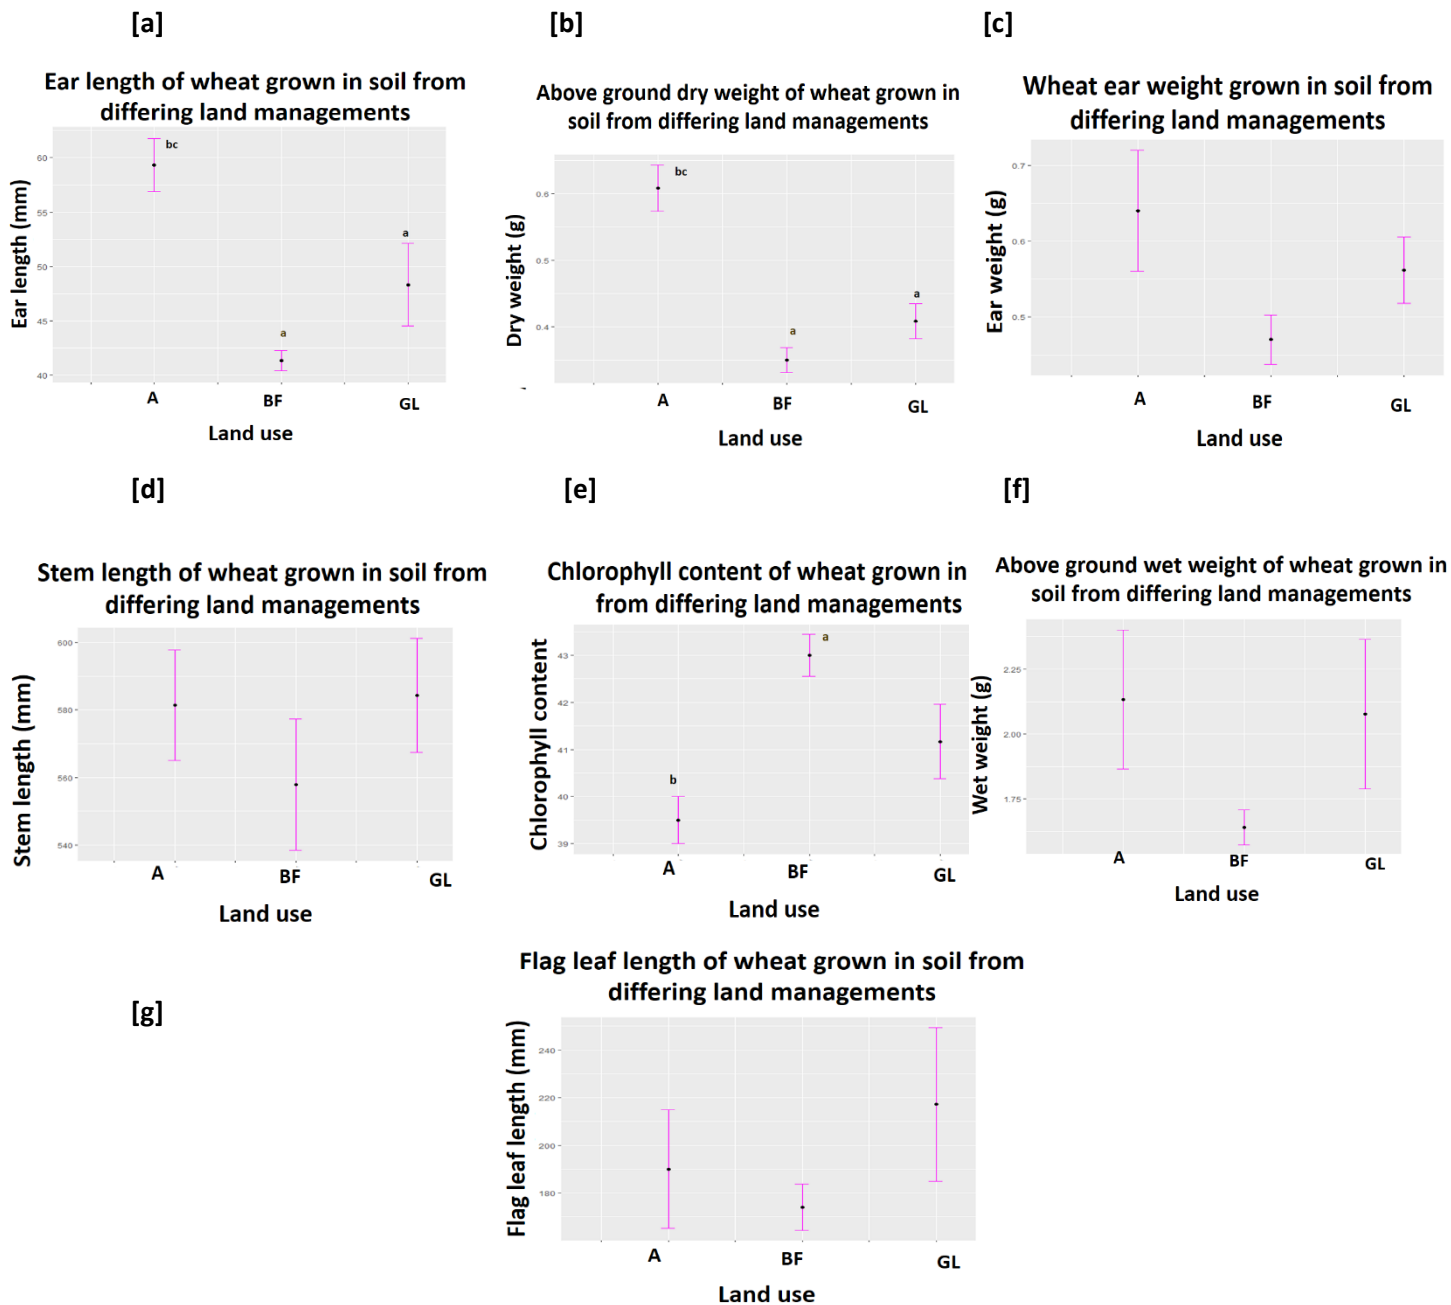 [a]
Ear length of wheat grown in soil from
differing land managements
Ear length (mm)
60
55
50
45
40
bc
a
a
A
BF
GL
Land use
[b]
Above ground dry weight of wheat grown in
soil from differing land managements
Dry weight (g)
0.6
0.5
0.4
bc
a
a
A
BF
GL
Land use
[c]
Wheat ear weight grown in soil from
differing land managements
Ear weight (g)
0.7
0.6
0.5
A
BF
GL
Land use
[d]
Stem length of wheat grown in soil from
differing land managements
Stem length (mm)
600
580
560
540
A
BF
GL
Land use
[e]
Chlorophyll content of wheat grown in
from differing land managements
Chlorophyll content
43
42
41
40
39
b
a
A
BF
GL
Land use
[f]
Above ground wet weight of wheat grown in
soil from differing land managements
Wet weight (g)
2.25
2.00
1.75
A
BF
GL
Land use
[g]
Flag leaf length of wheat grown in soil from
differing land managements
Flag leaf length (mm)
240
220
200
180
A
BF
GL
Land use